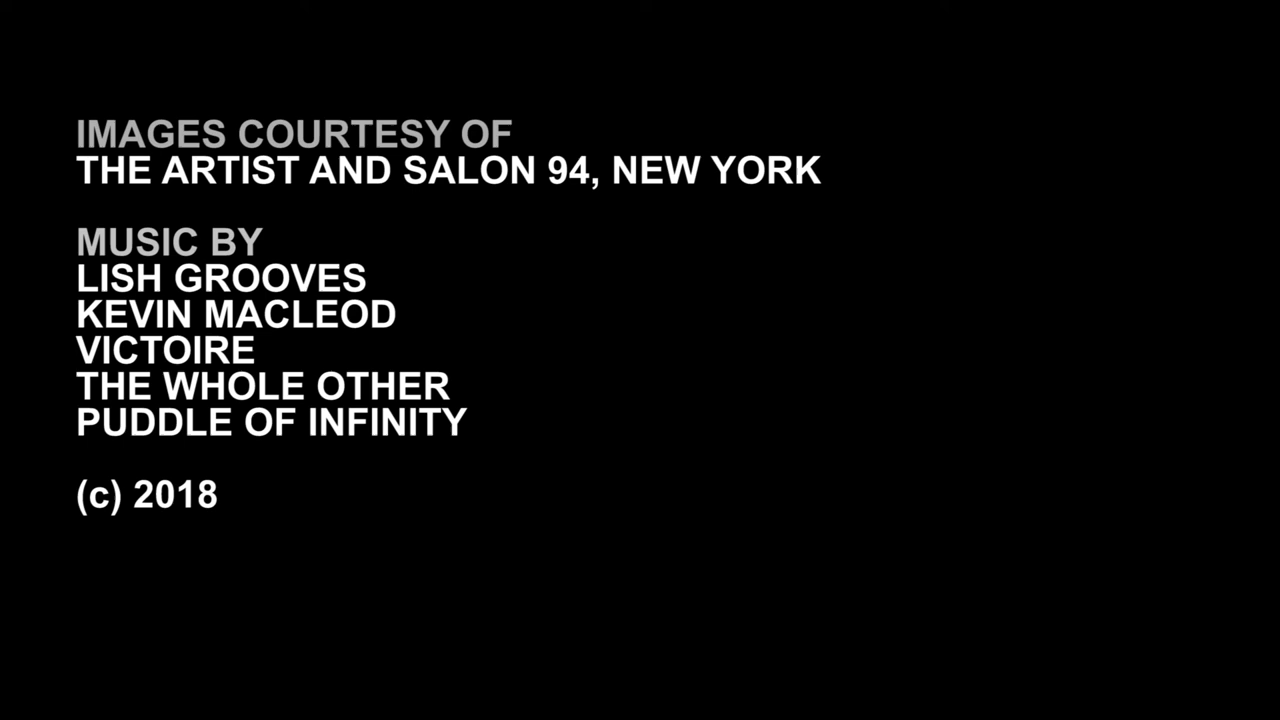 IMAGES COURTESY OF
THE ARTIST AND SALON 94, NEW YORK
MUSIC BY
LISH GROOVES
KEVIN MACLEOD
VICTOIRE
THE WHOLE OTHER
PUDDLE OF INFINITY
(c) 2018